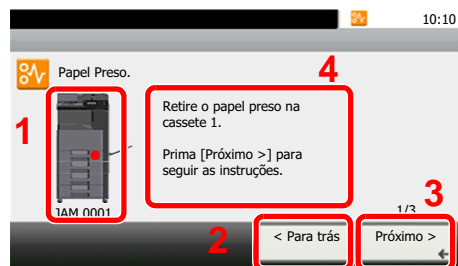 10:10
Papel Preso.
4
1
Retire o papel preso na
cassete 1.
Prima [Próximo >] para
seguir as instruções.
JAM 0001
1/3
3
2
< Para trás
Próximo >